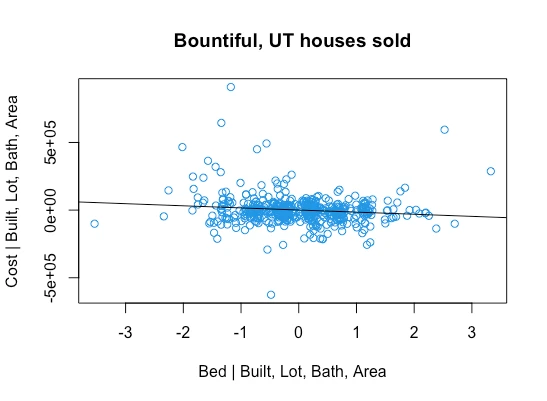 Bountiful, UT houses sold
Cost | Built, Lot, Bath, Area
5e+05
0e+00
-5e+05
-3 -2 -1 0 1 2 3
Bed | Built, Lot, Bath, Area